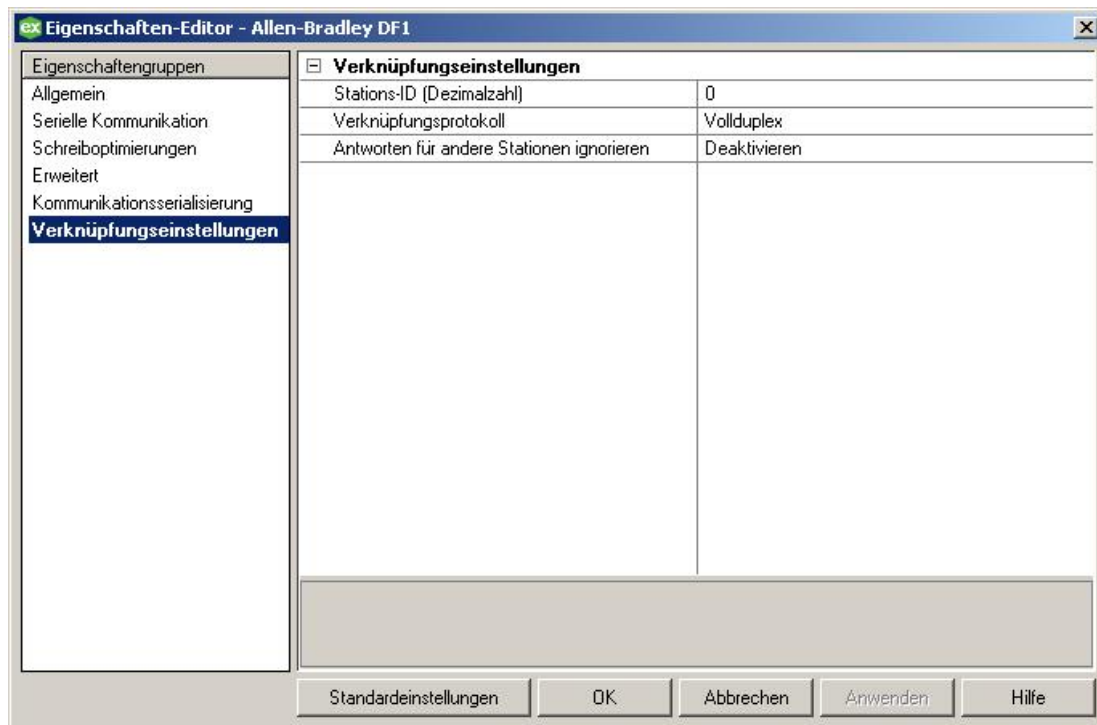 ex Eigenschaften-Editor - Allen-Bradley DF1
Eigenschaftengruppen
Allgemein
Serielle Kommunikation
Schreiboptimierungen
Erweitert
Kommunikationsserialisierung
Verknüpfungseinstellungen
Verknüpfungseinstellungen
Stations-ID (Dezimalzahl) 0
Verknüpfungsprotokoll Vollduplex
Antworten für andere Stationen ignorieren Deaktivieren
Standardeinstellungen OK Abbrechen Anwenden Hilfe